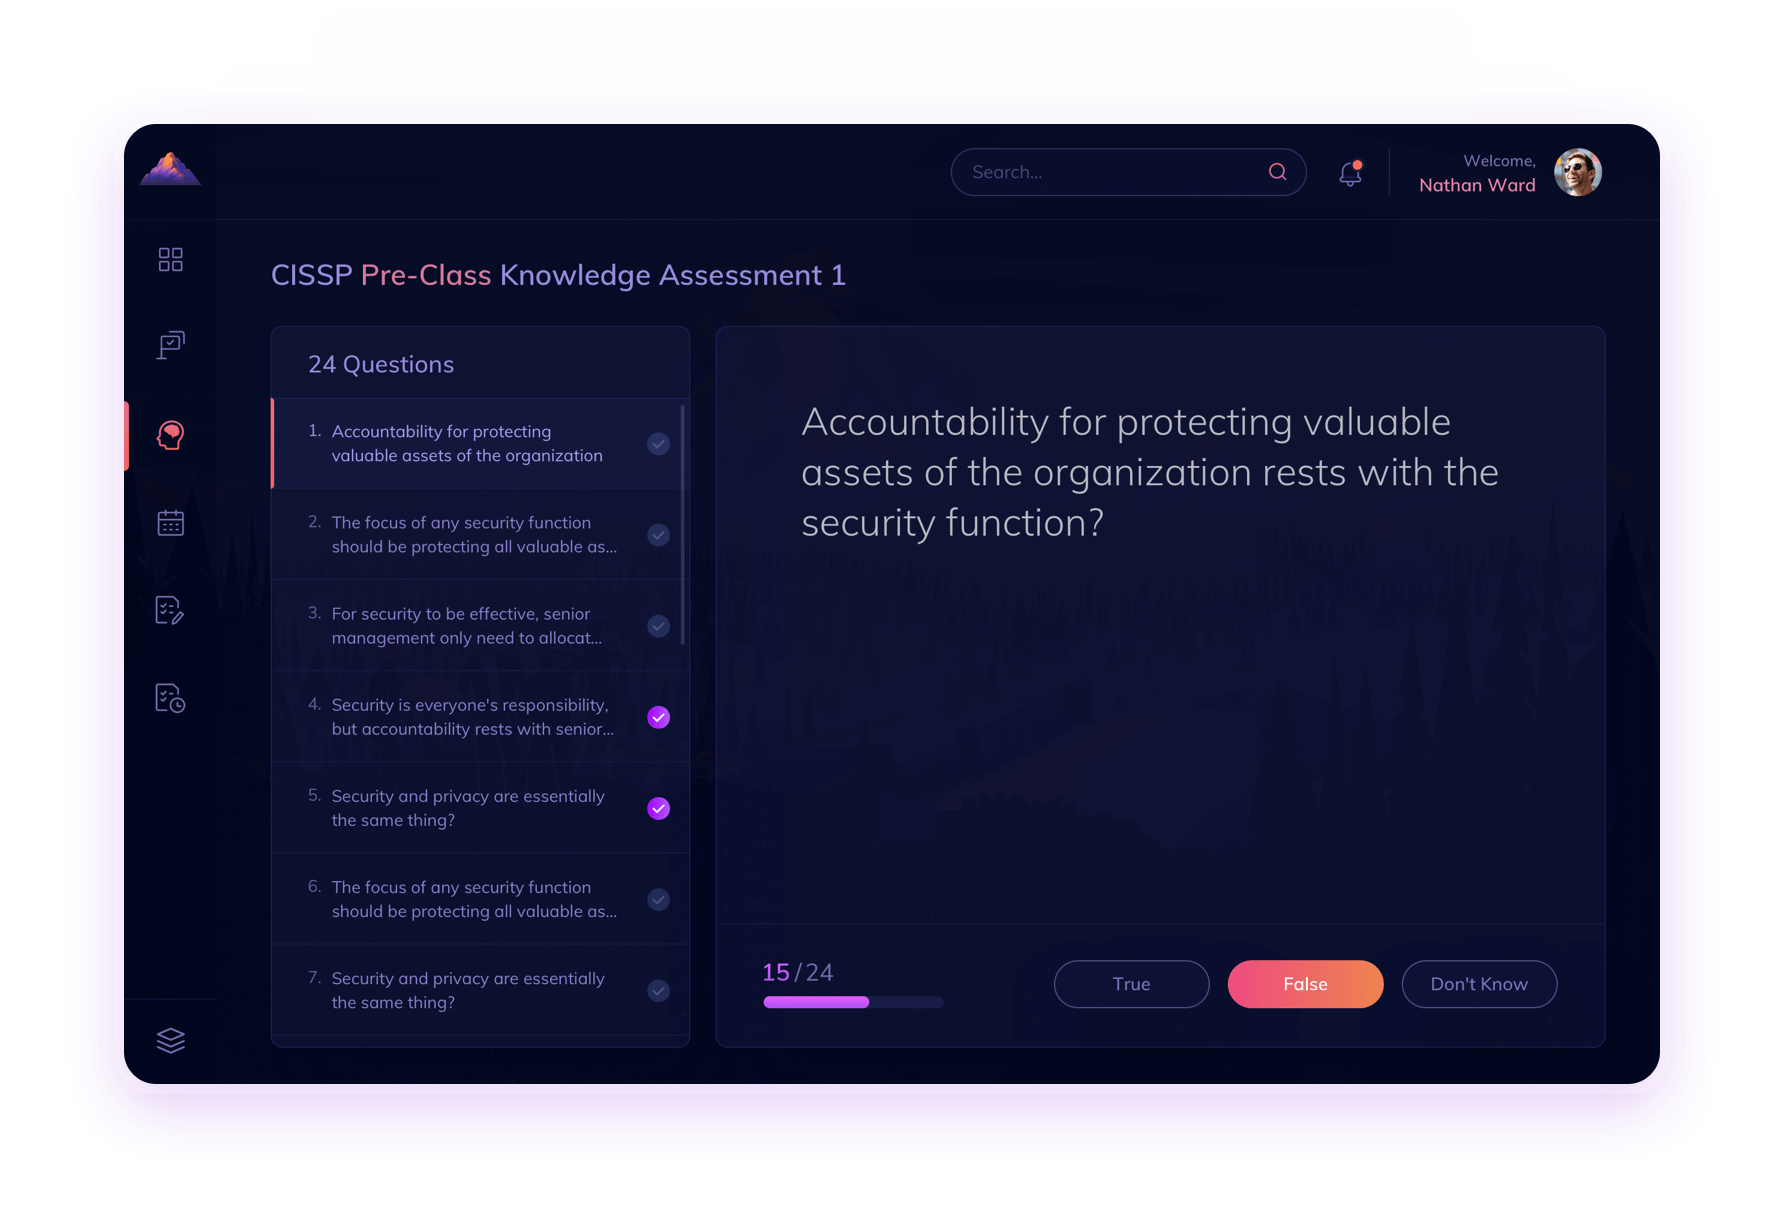 Search...
Welcome,
Nathan Ward
CISSP Pre-Class Knowledge Assessment 1
24 Questions
1. Accountability for protecting
valuable assets of the organization
2. The focus of any security function
should be protecting all valuable as...
3. For security to be effective, senior
management only need to allocat...
4. Security is everyone's responsibility,
but accountability rests with senior...
5. Security and privacy are essentially
the same thing?
6. The focus of any security function
should be protecting all valuable as...
7. Security and privacy are essentially
the same thing?
Accountability for protecting valuable
assets of the organization rests with the
security function?
15/24
True
False
Don't Know